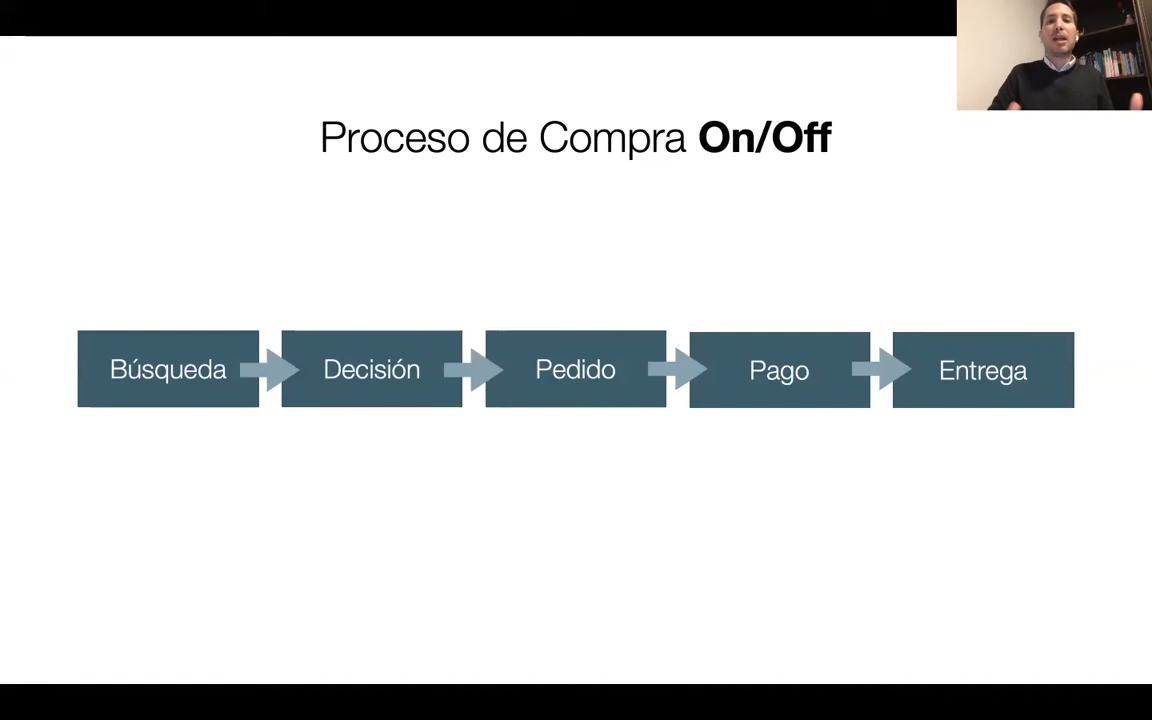 Proceso de Compra On/Off
Búsqueda
Decisión
Pedido
Pago
Entrega